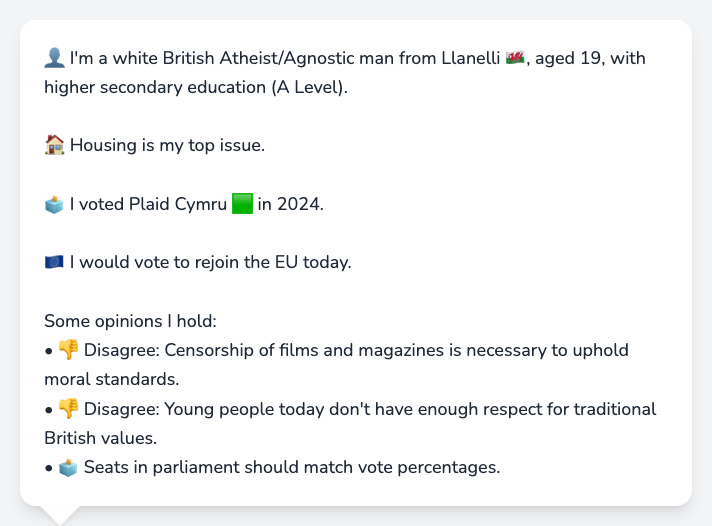 👤 I'm a white British Atheist/Agnostic man from Llanelli 🏴󠁧󠁢󠁷󠁬󠁳󠁿, aged 19, with
higher secondary education (A Level).
🏠 Housing is my top issue.
🗳️ I voted Plaid Cymru 🟩 in 2024.
🇪🇺 I would vote to rejoin the EU today.
Some opinions I hold:
• 👎 Disagree: Censorship of films and magazines is necessary to uphold
moral standards.
• 👎 Disagree: Young people today don't have enough respect for traditional
British values.
• 🗳️ Seats in parliament should match vote percentages.